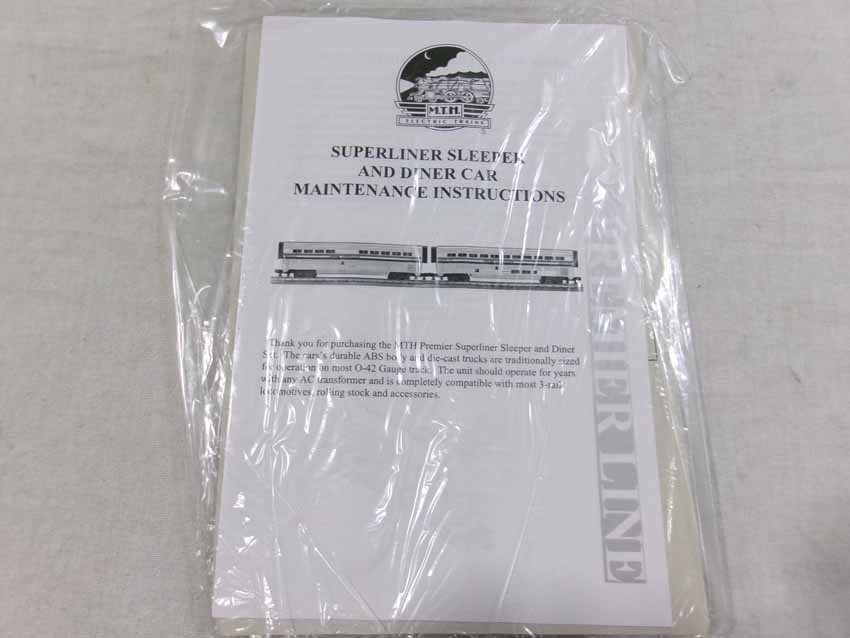 M.T.H.
ELECTRIC TRAINS
SUPERLINER SLEEPER
AND DINER CAR
MAINTENANCE INSTRUCTIONS
Thank you for purchasing the MTH Premier Superliner Sleeper and Diner
Set. The cars's durable ABS body and die-cast trucks are traditionally sized
for operation on most O-42 Gauge track. The unit should operate for years
with any AC transformer and is completely compatible with most 3-rail
locomotives, rolling stock and accessories.
PREMIER LINE